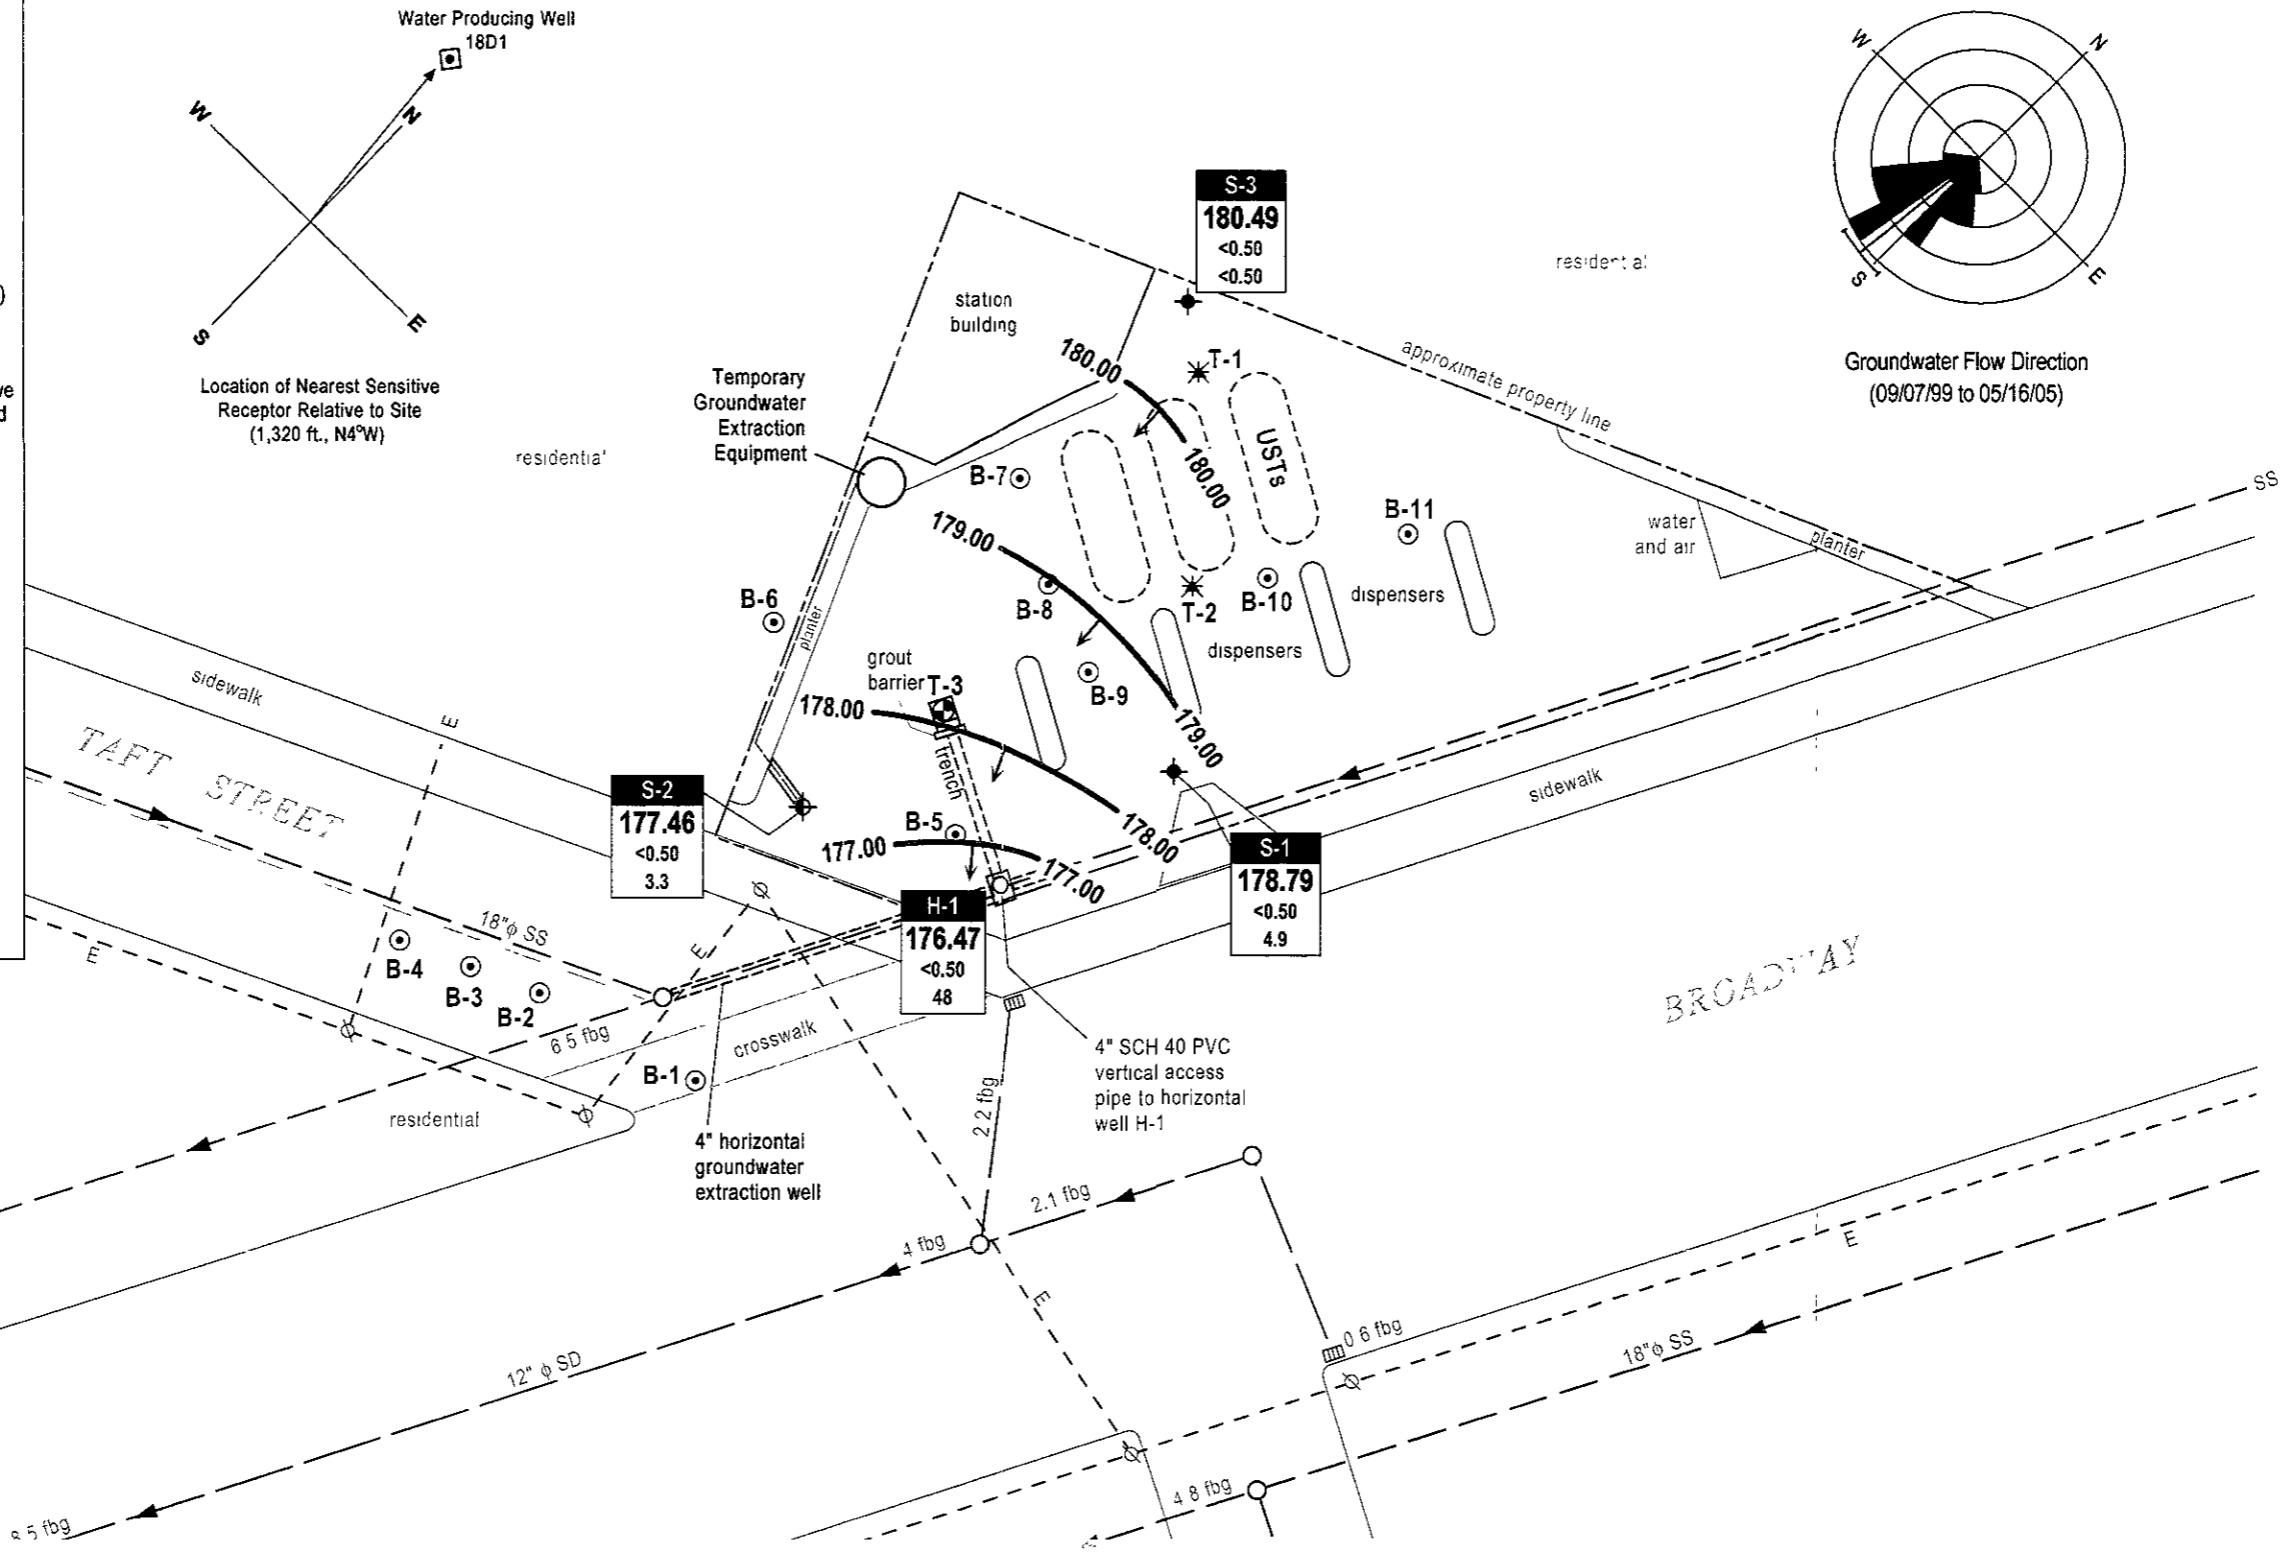 Water Producing Well
18D1
W
N
S
E
Location of Nearest Sensitive
Receptor Relative to Site
(1,320 ft., N4°W)
W
N
S
E
Groundwater Flow Direction
(09/07/99 to 05/16/05)
)
ve
d
S-3
180.49
<0.50
<0.50
station
building
residential
180.00
T-1
approximate property line
Temporary
Groundwater
Extraction
Equipment
residential
B-7
180.00
USTs
B-11
SS
water
and air
planter
179.00
B-8
T-2
B-10
dispensers
dispensers
B-6
planter
grout
barrier
T-3
B-9
178.00
179.00
trench
sidewalk
sidewalk
E
TAFT STREET
S-2
177.46
<0.50
3.3
B-5
177.00
178.00
177.00
S-1
178.79
<0.50
4.9
H-1
176.47
<0.50
48
18"ϕ SS
E
E
B-4
B-3
B-2
6 5 fbg
crosswalk
B-1
residential
BROADWAY
4" SCH 40 PVC
vertical access
pipe to horizontal
well H-1
2 2 fbg
4" horizontal
groundwater
extraction well
2.1 fbg
4 fbg
E
E
0 6 fbg
18"ϕ SS
12" ϕ SD
4 8 fbg
8 5 fbg